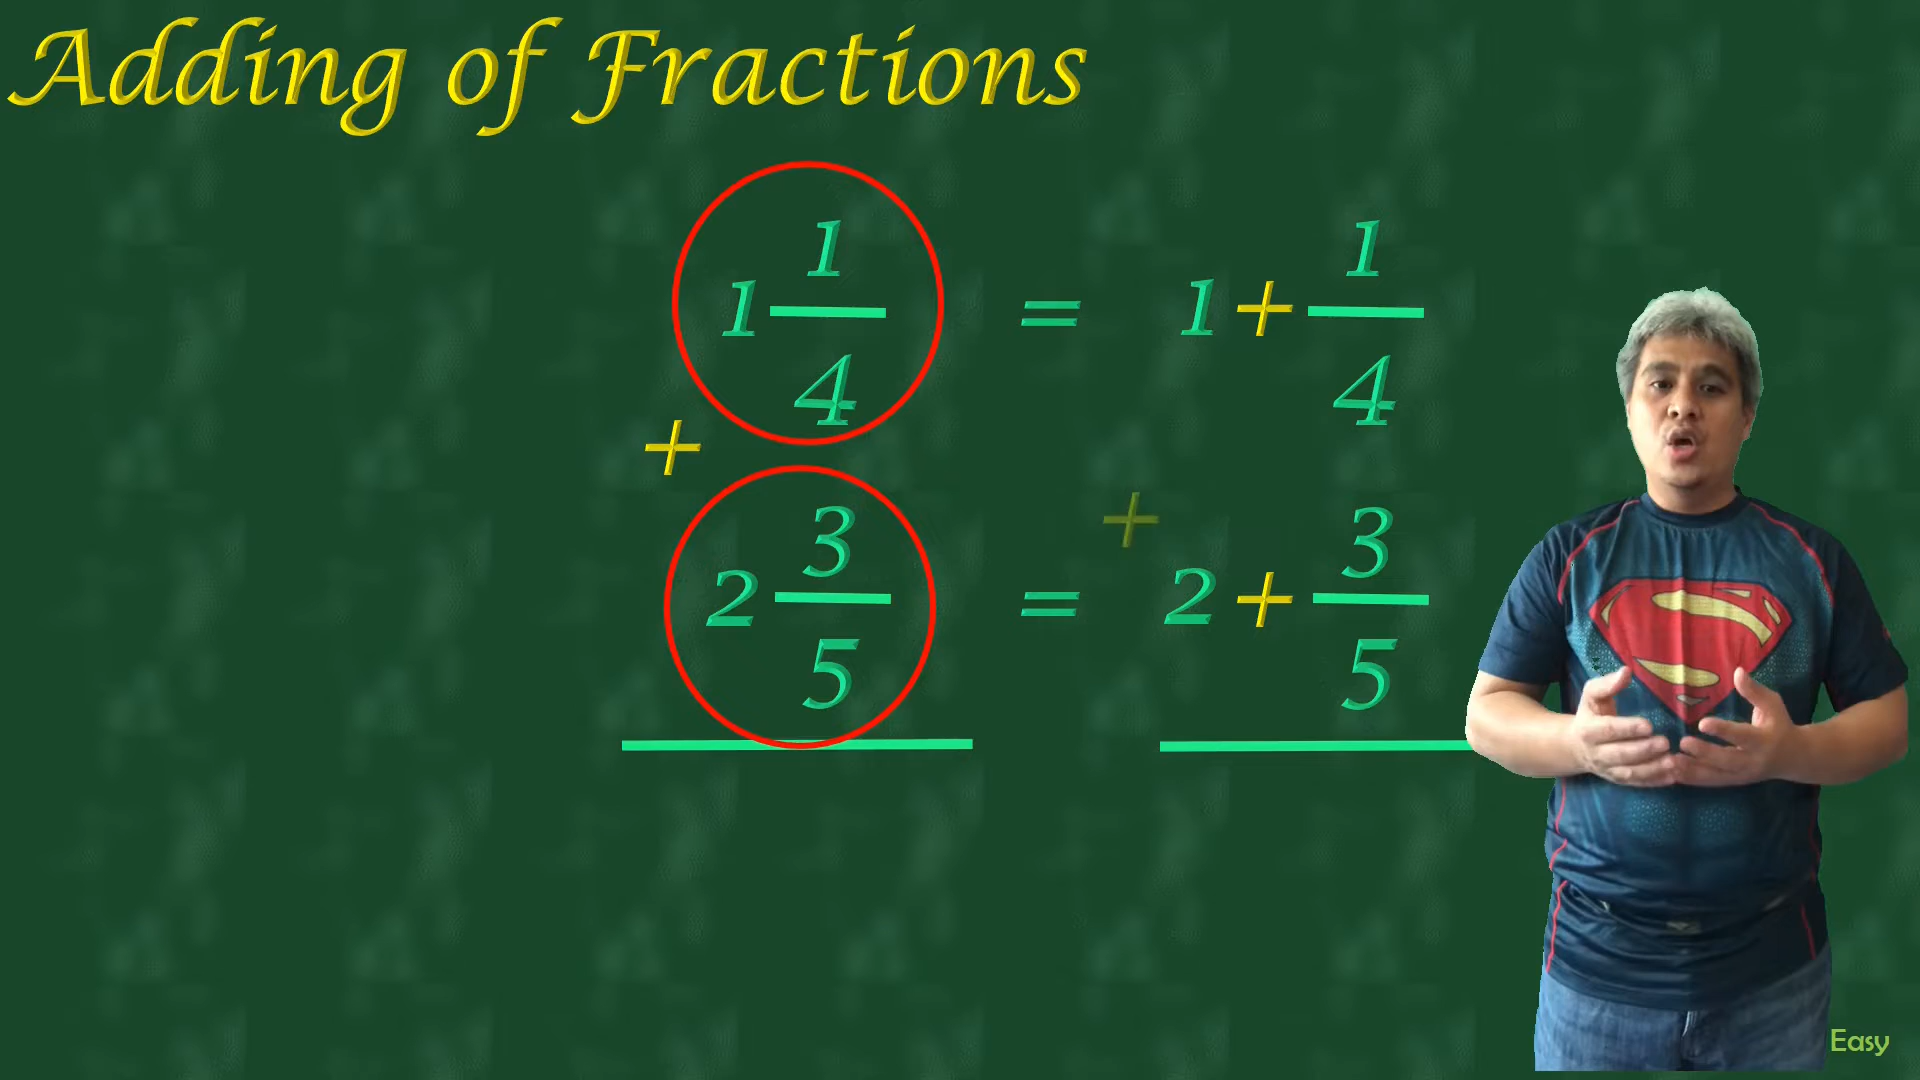 Adding of Fractions
1 1/4 = 1 + 1/4
+ +
2 3/5 = 2 + 3/5
Easy